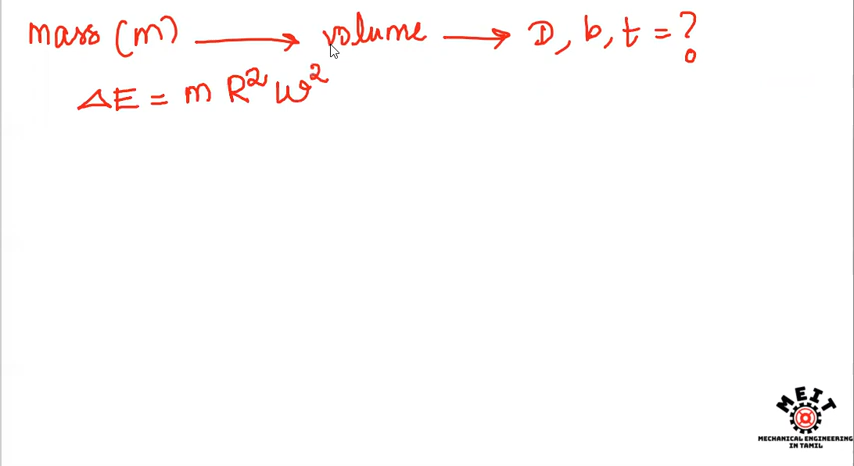 mass (m) ⟶ volume ⟶ D, b, t = ?
ΔE = m R² ω²
MEIT
MECHANICAL ENGINEERING
IN TAMIL